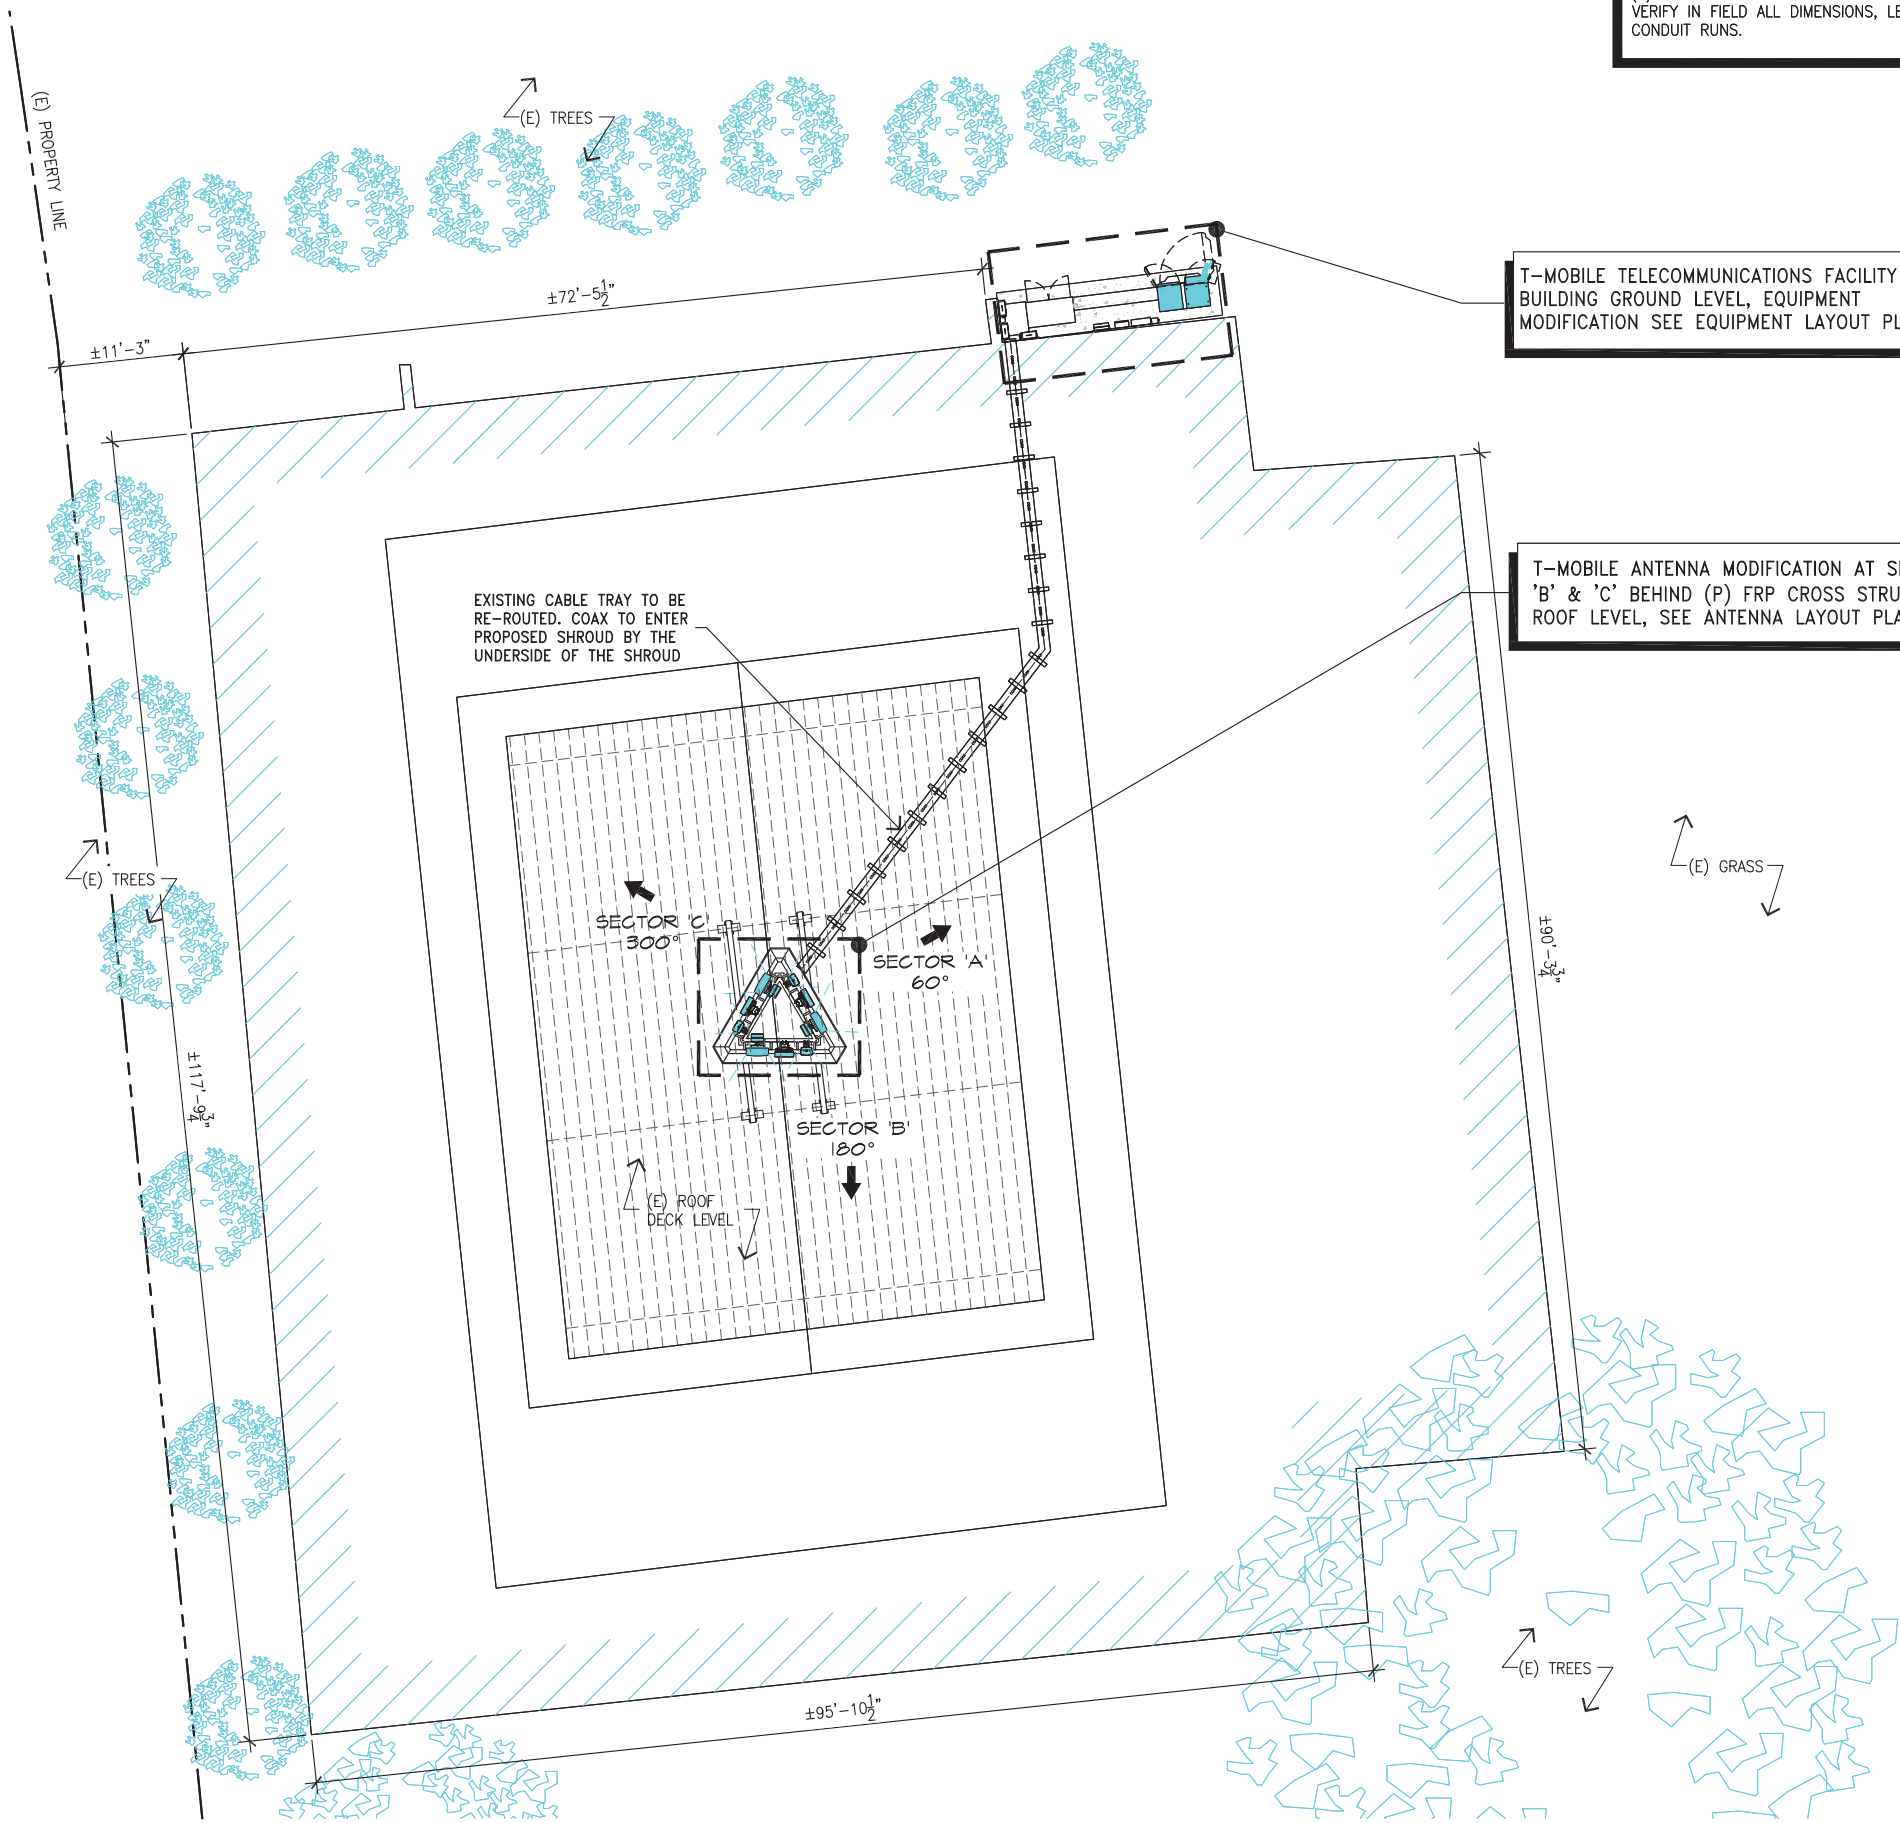 VERIFY IN FIELD ALL DIMENSIONS,
CONDUIT RUNS.
(E) PROPERTY LINE
(E) TREES
±72'-5½"
±11'-3"
T-MOBILE TELECOMMUNICATIONS FACILITY
BUILDING GROUND LEVEL, EQUIPMENT
MODIFICATION SEE EQUIPMENT LAYOUT
T-MOBILE ANTENNA MODIFICATION AT
'B' & 'C' BEHIND (P) FRP CROSS
ROOF LEVEL, SEE ANTENNA LAYOUT
EXISTING CABLE TRAY TO BE
RE-ROUTED. COAX TO ENTER
PROPOSED SHROUD BY THE
UNDERSIDE OF THE SHROUD
(E) TREES
(E) GRASS
SECTOR 'C'
300°
SECTOR 'A'
60°
±90'-3¾"
±117'-9¾"
SECTOR 'B'
180°
(E) ROOF
DECK LEVEL
(E) TREES
±95'-10½"